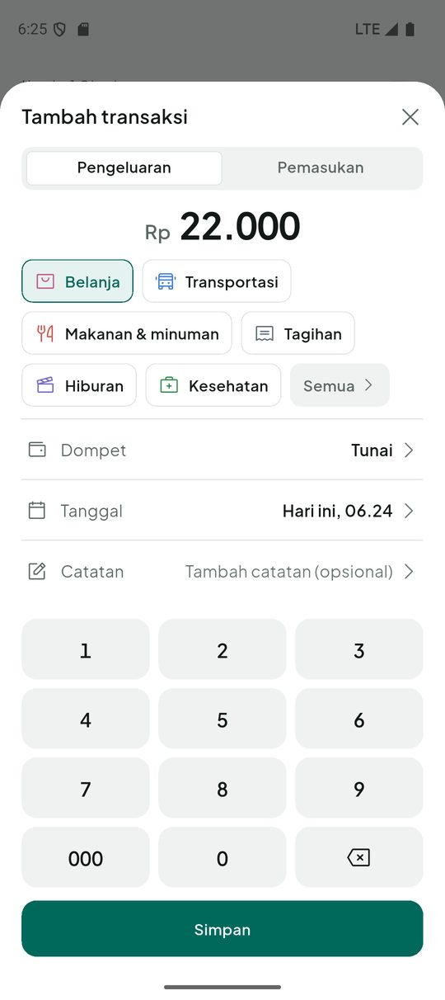 6:25
LTE
Tambah transaksi
Pengeluaran
Pemasukan
Rp 22.000
Belanja
Transportasi
Makanan & minuman
Tagihan
Hiburan
Kesehatan
Semua
Dompet
Tunai
Tanggal
Hari ini, 06.24
Catatan
Tambah catatan (opsional)
1
2
3
4
5
6
7
8
9
000
0
Simpan